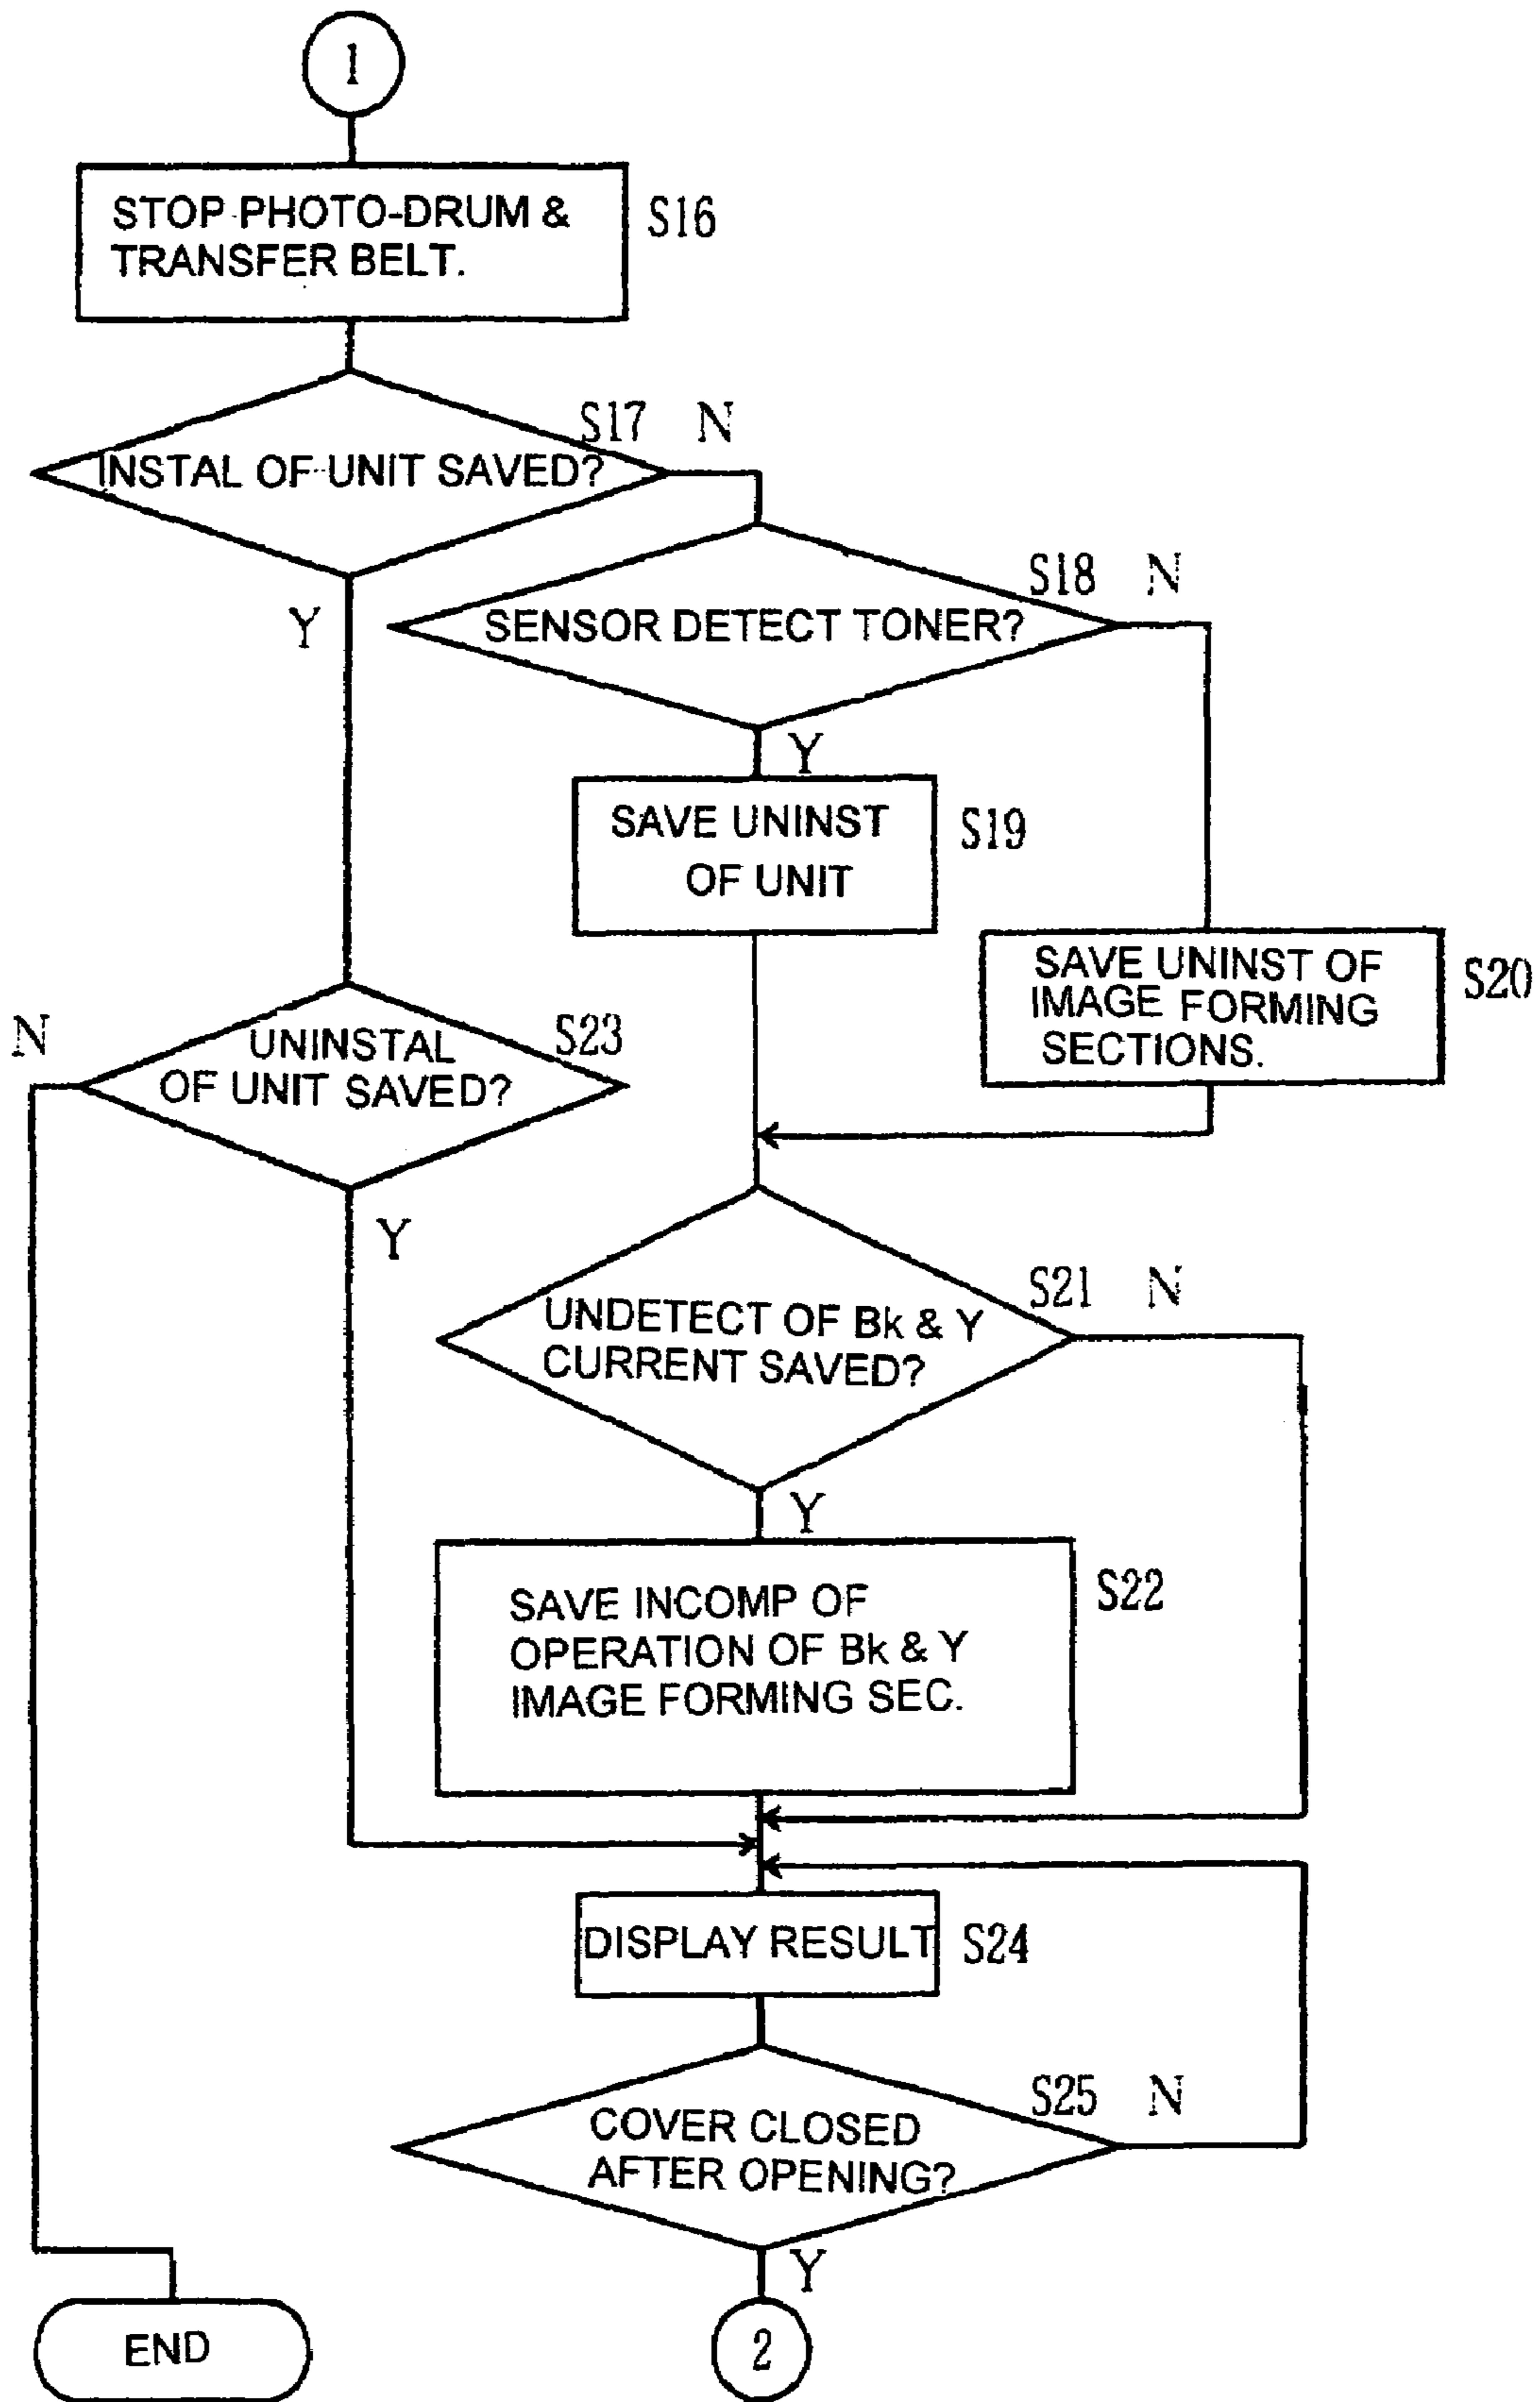 1
STOP PHOTO-DRUM &
TRANSFER BELT.
S16
S17 N
INSTAL OF UNIT SAVED?
Y
S18 N
SENSOR DETECT TONER?
Y
SAVE UNINST
OF UNIT
S19
SAVE UNINST OF
IMAGE FORMING
SECTIONS.
S20
N
UNINSTAL
OF UNIT SAVED?
S23
Y
S21 N
UNDETECT OF Bk & Y
CURRENT SAVED?
Y
SAVE INCOMP OF
OPERATION OF Bk & Y
IMAGE FORMING SEC.
S22
DISPLAY RESULT
S24
S25 N
COVER CLOSED
AFTER OPENING?
Y
END
2